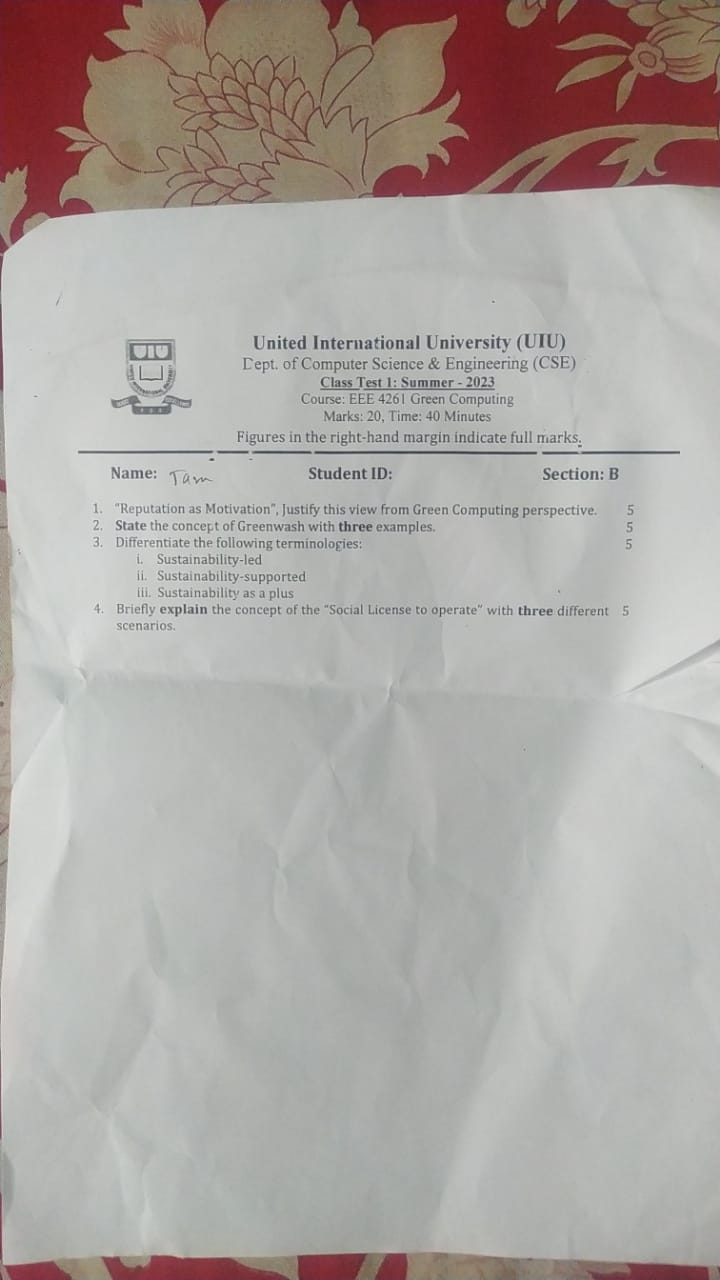 UIU
United International University (UIU)
Dept. of Computer Science & Engineering (CSE)
Class Test 1: Summer - 2023
Course: EEE 4261 Green Computing
Marks: 20, Time: 40 Minutes
Figures in the right-hand margin indicate full marks.
Name: Tam Student ID: Section: B
1. "Reputation as Motivation", Justify this view from Green Computing perspective. 5
2. State the concept of Greenwash with three examples. 5
3. Differentiate the following terminologies: 5
i. Sustainability-led
ii. Sustainability-supported
iii. Sustainability as a plus
4. Briefly explain the concept of the "Social License to operate" with three different 5
scenarios.